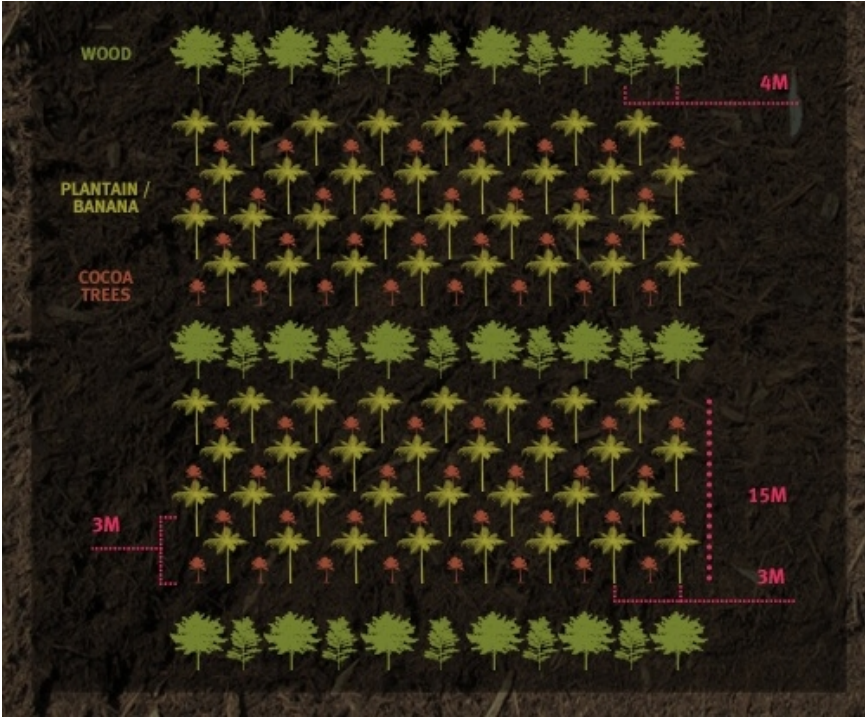 WOOD
4M
PLANTAIN /
BANANA
COCOA
TREES
15M
3M
3M